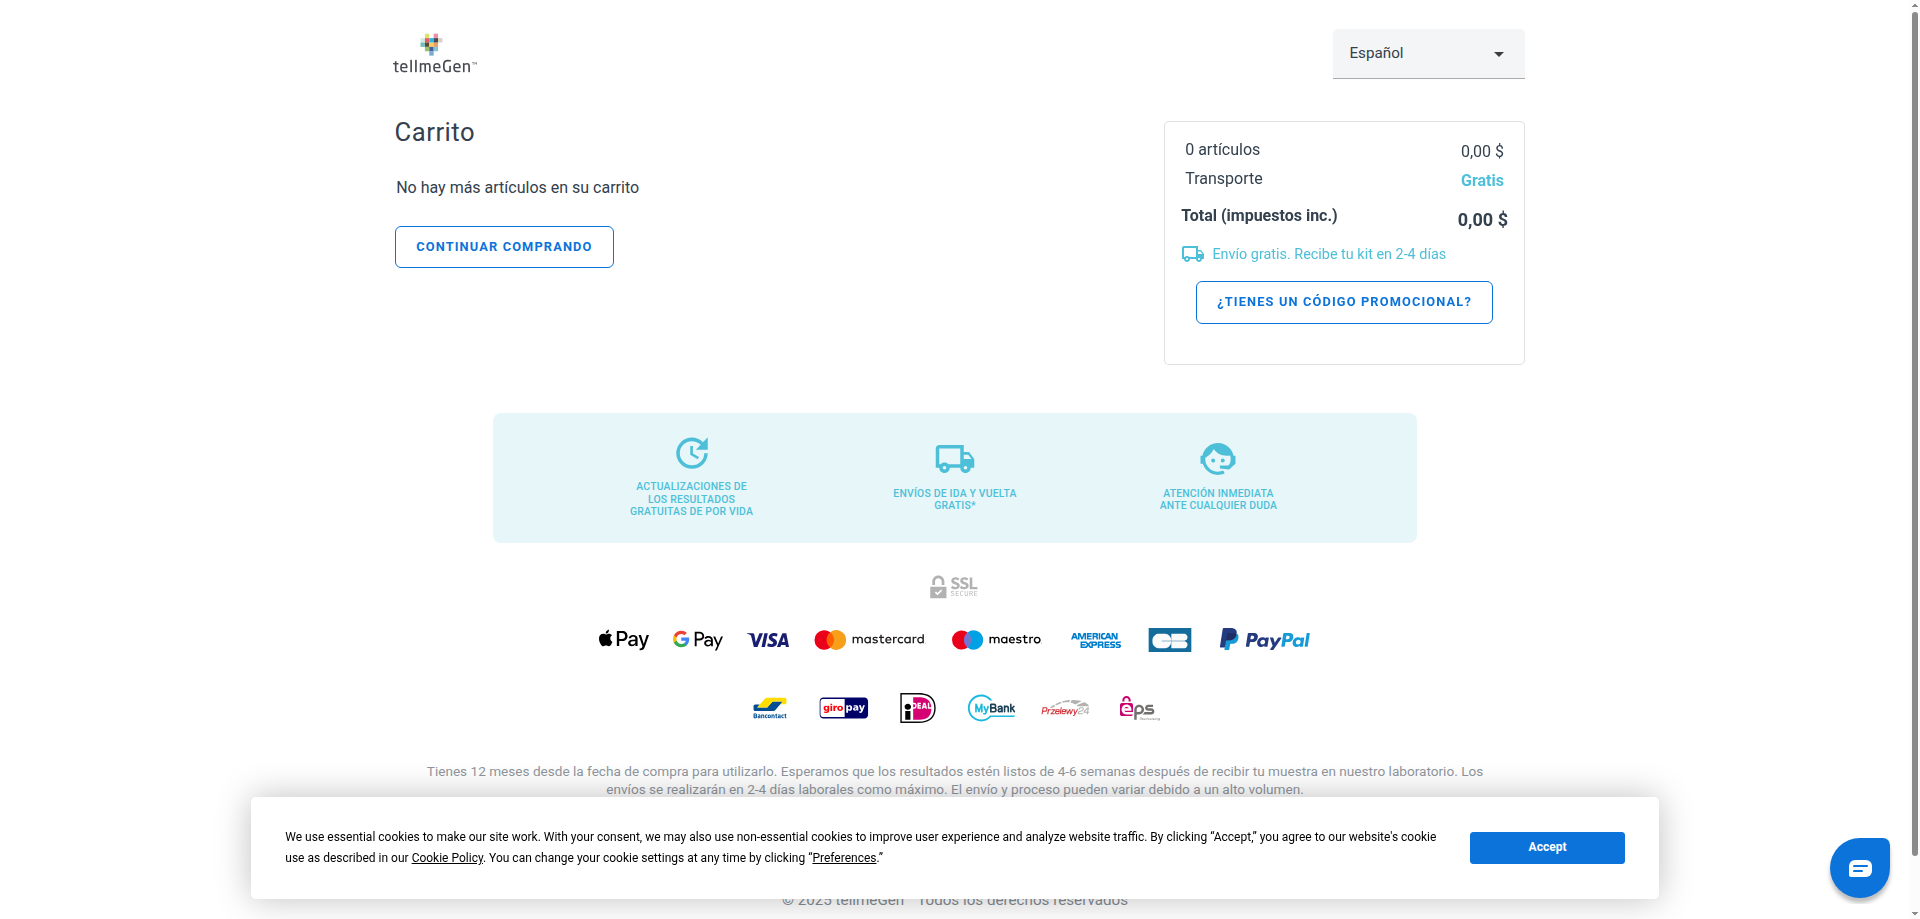 tellmeGen™
Español
Carrito
No hay más artículos en su carrito
CONTINUAR COMPRANDO
0 artículos 0,00 $
Transporte Gratis
Total (impuestos inc.) 0,00 $
Envío gratis. Recibe tu kit en 2-4 días
¿TIENES UN CÓDIGO PROMOCIONAL?
ACTUALIZACIONES DE
LOS RESULTADOS
GRATUITAS DE POR VIDA
ENVÍOS DE IDA Y VUELTA
GRATIS*
ATENCIÓN INMEDIATA
ANTE CUALQUIER DUDA
SSL
SECURE
Pay G Pay VISA mastercard maestro AMERICAN EXPRESS CB PayPal
Bancontact giropay iDEAL MyBank Przelewy24 eps
Tienes 12 meses desde la fecha de compra para utilizarlo. Esperamos que los resultados estén listos de 4-6 semanas después de recibir tu muestra en nuestro laboratorio. Los
envíos se realizarán en 2-4 días laborales como máximo. El envío y proceso pueden variar debido a un alto volumen.
We use essential cookies to make our site work. With your consent, we may also use non-essential cookies to improve user experience and analyze website traffic. By clicking “Accept,” you agree to our website's cookie
use as described in our Cookie Policy. You can change your cookie settings at any time by clicking “Preferences.”
Accept
© 2025 tellmeGen Todos los derechos reservados